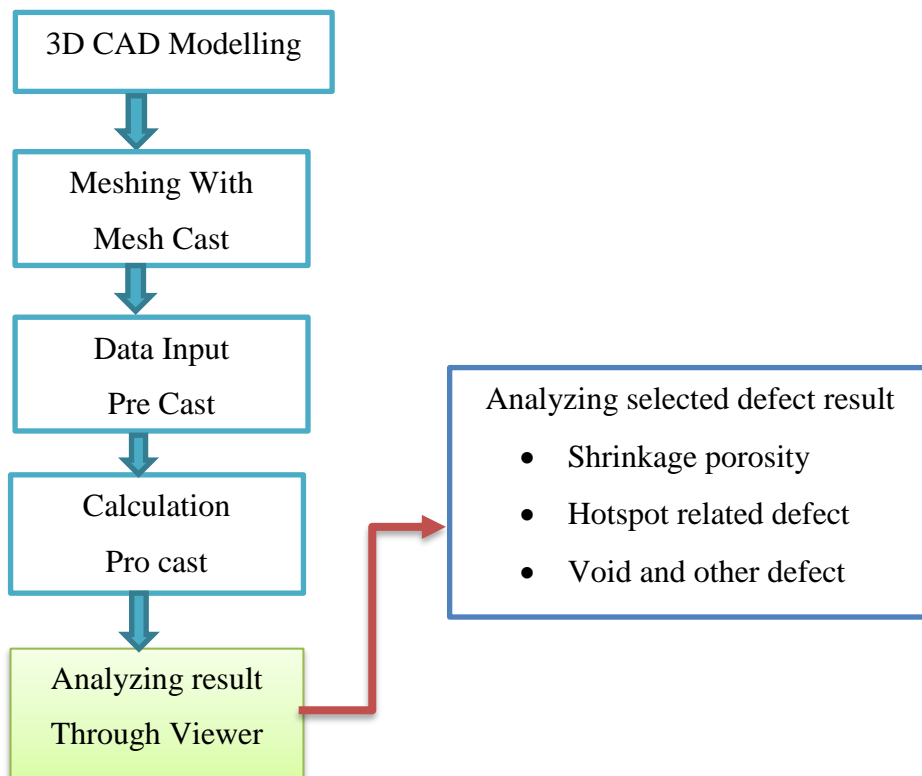 3D CAD Modelling
Meshing With
Mesh Cast
Data Input
Pre Cast
Calculation
Pro cast
Analyzing result
Through Viewer
Analyzing selected defect result
• Shrinkage porosity
• Hotspot related defect
• Void and other defect